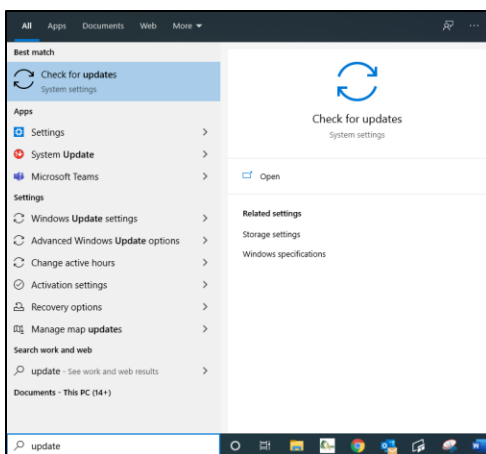 All Apps Documents Web More
Best match
Check for updates
System settings
Apps
Settings
System Update
Microsoft Teams
Settings
Windows Update settings
Advanced Windows Update options
Change active hours
Activation settings
Recovery options
Manage map updates
Search work and web
update - See work and web results
Documents - This PC (14+)
update
Check for updates
System settings
Open
Related settings
Storage settings
Windows specifications